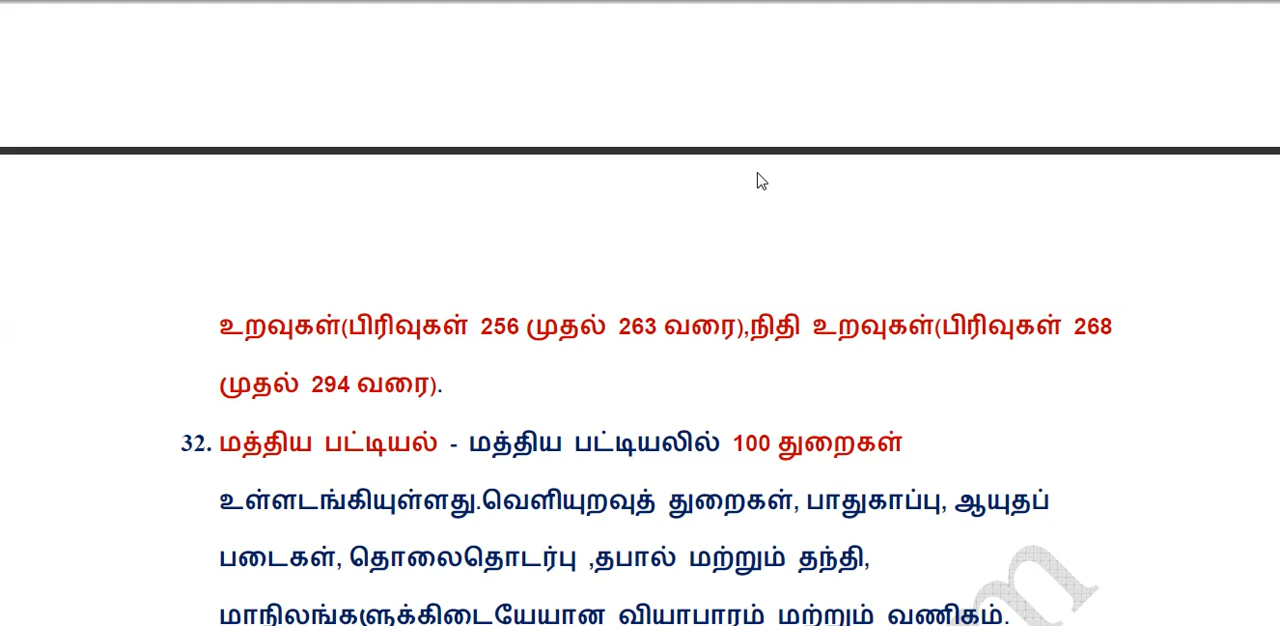 உறவுகள்(பிரிவுகள் 256 முதல் 263 வரை),நிதி உறவுகள்(பிரிவுகள் 268
முதல் 294 வரை).
32. மத்திய பட்டியல் - மத்திய பட்டியலில் 100 துறைகள்
உள்ளடங்கியுள்ளது.வெளியுறவுத் துறைகள், பாதுகாப்பு, ஆயுதப்
படைகள், தொலைதொடர்பு ,தபால் மற்றும் தந்தி,
மாநிலங்களுக்கிடையேயான வியாபாரம் மற்றும் வணிகம்.
m